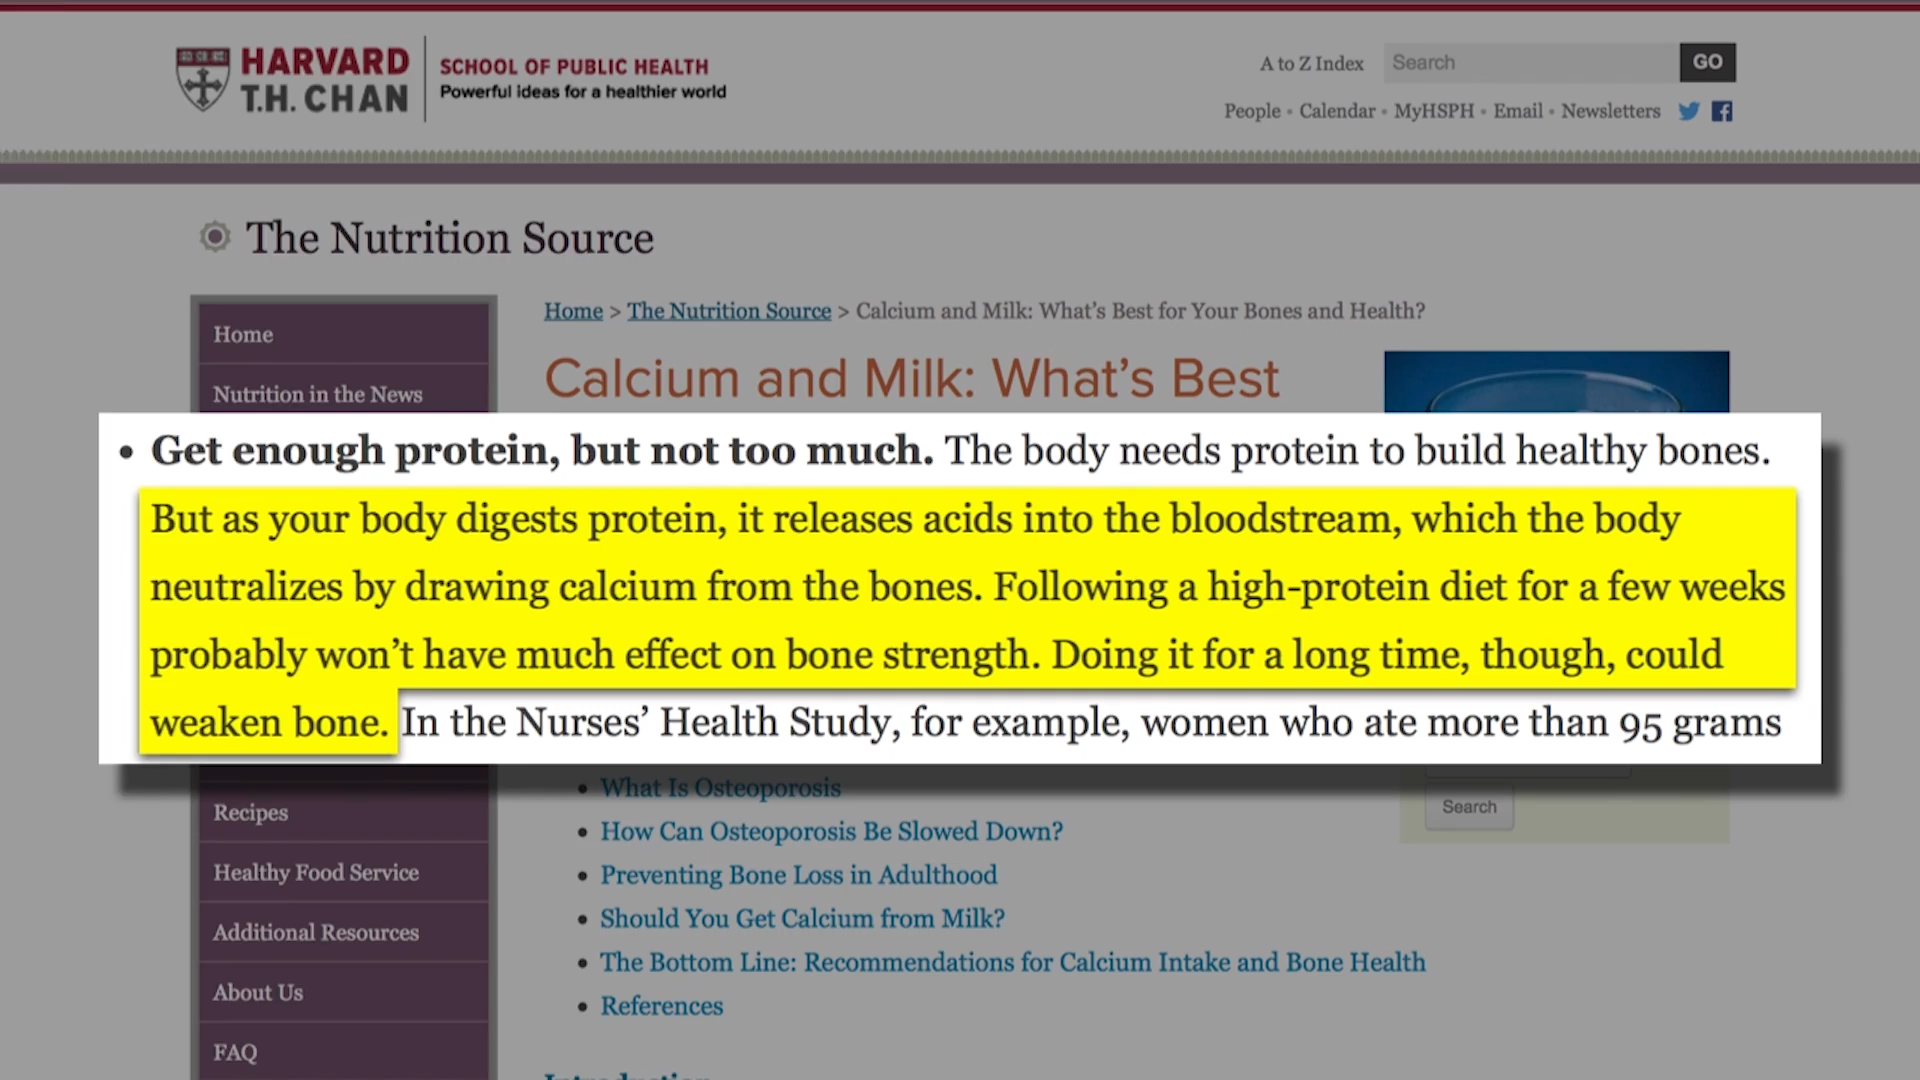 HARVARD
T.H. CHAN
SCHOOL OF PUBLIC HEALTH
Powerful ideas for a healthier world
A to Z Index
Search
GO
People • Calendar • MyHSPH • Email • Newsletters
The Nutrition Source
Home
Nutrition in the News
Home > The Nutrition Source > Calcium and Milk: What’s Best for Your Bones and Health?
Calcium and Milk: What’s Best
• Get enough protein, but not too much. The body needs protein to build healthy bones.
But as your body digests protein, it releases acids into the bloodstream, which the body
neutralizes by drawing calcium from the bones. Following a high-protein diet for a few weeks
probably won’t have much effect on bone strength. Doing it for a long time, though, could
weaken bone. In the Nurses’ Health Study, for example, women who ate more than 95 grams
Recipes
Healthy Food Service
Additional Resources
About Us
FAQ
• What Is Osteoporosis
• How Can Osteoporosis Be Slowed Down?
• Preventing Bone Loss in Adulthood
• Should You Get Calcium from Milk?
• The Bottom Line: Recommendations for Calcium Intake and Bone Health
• References
Search